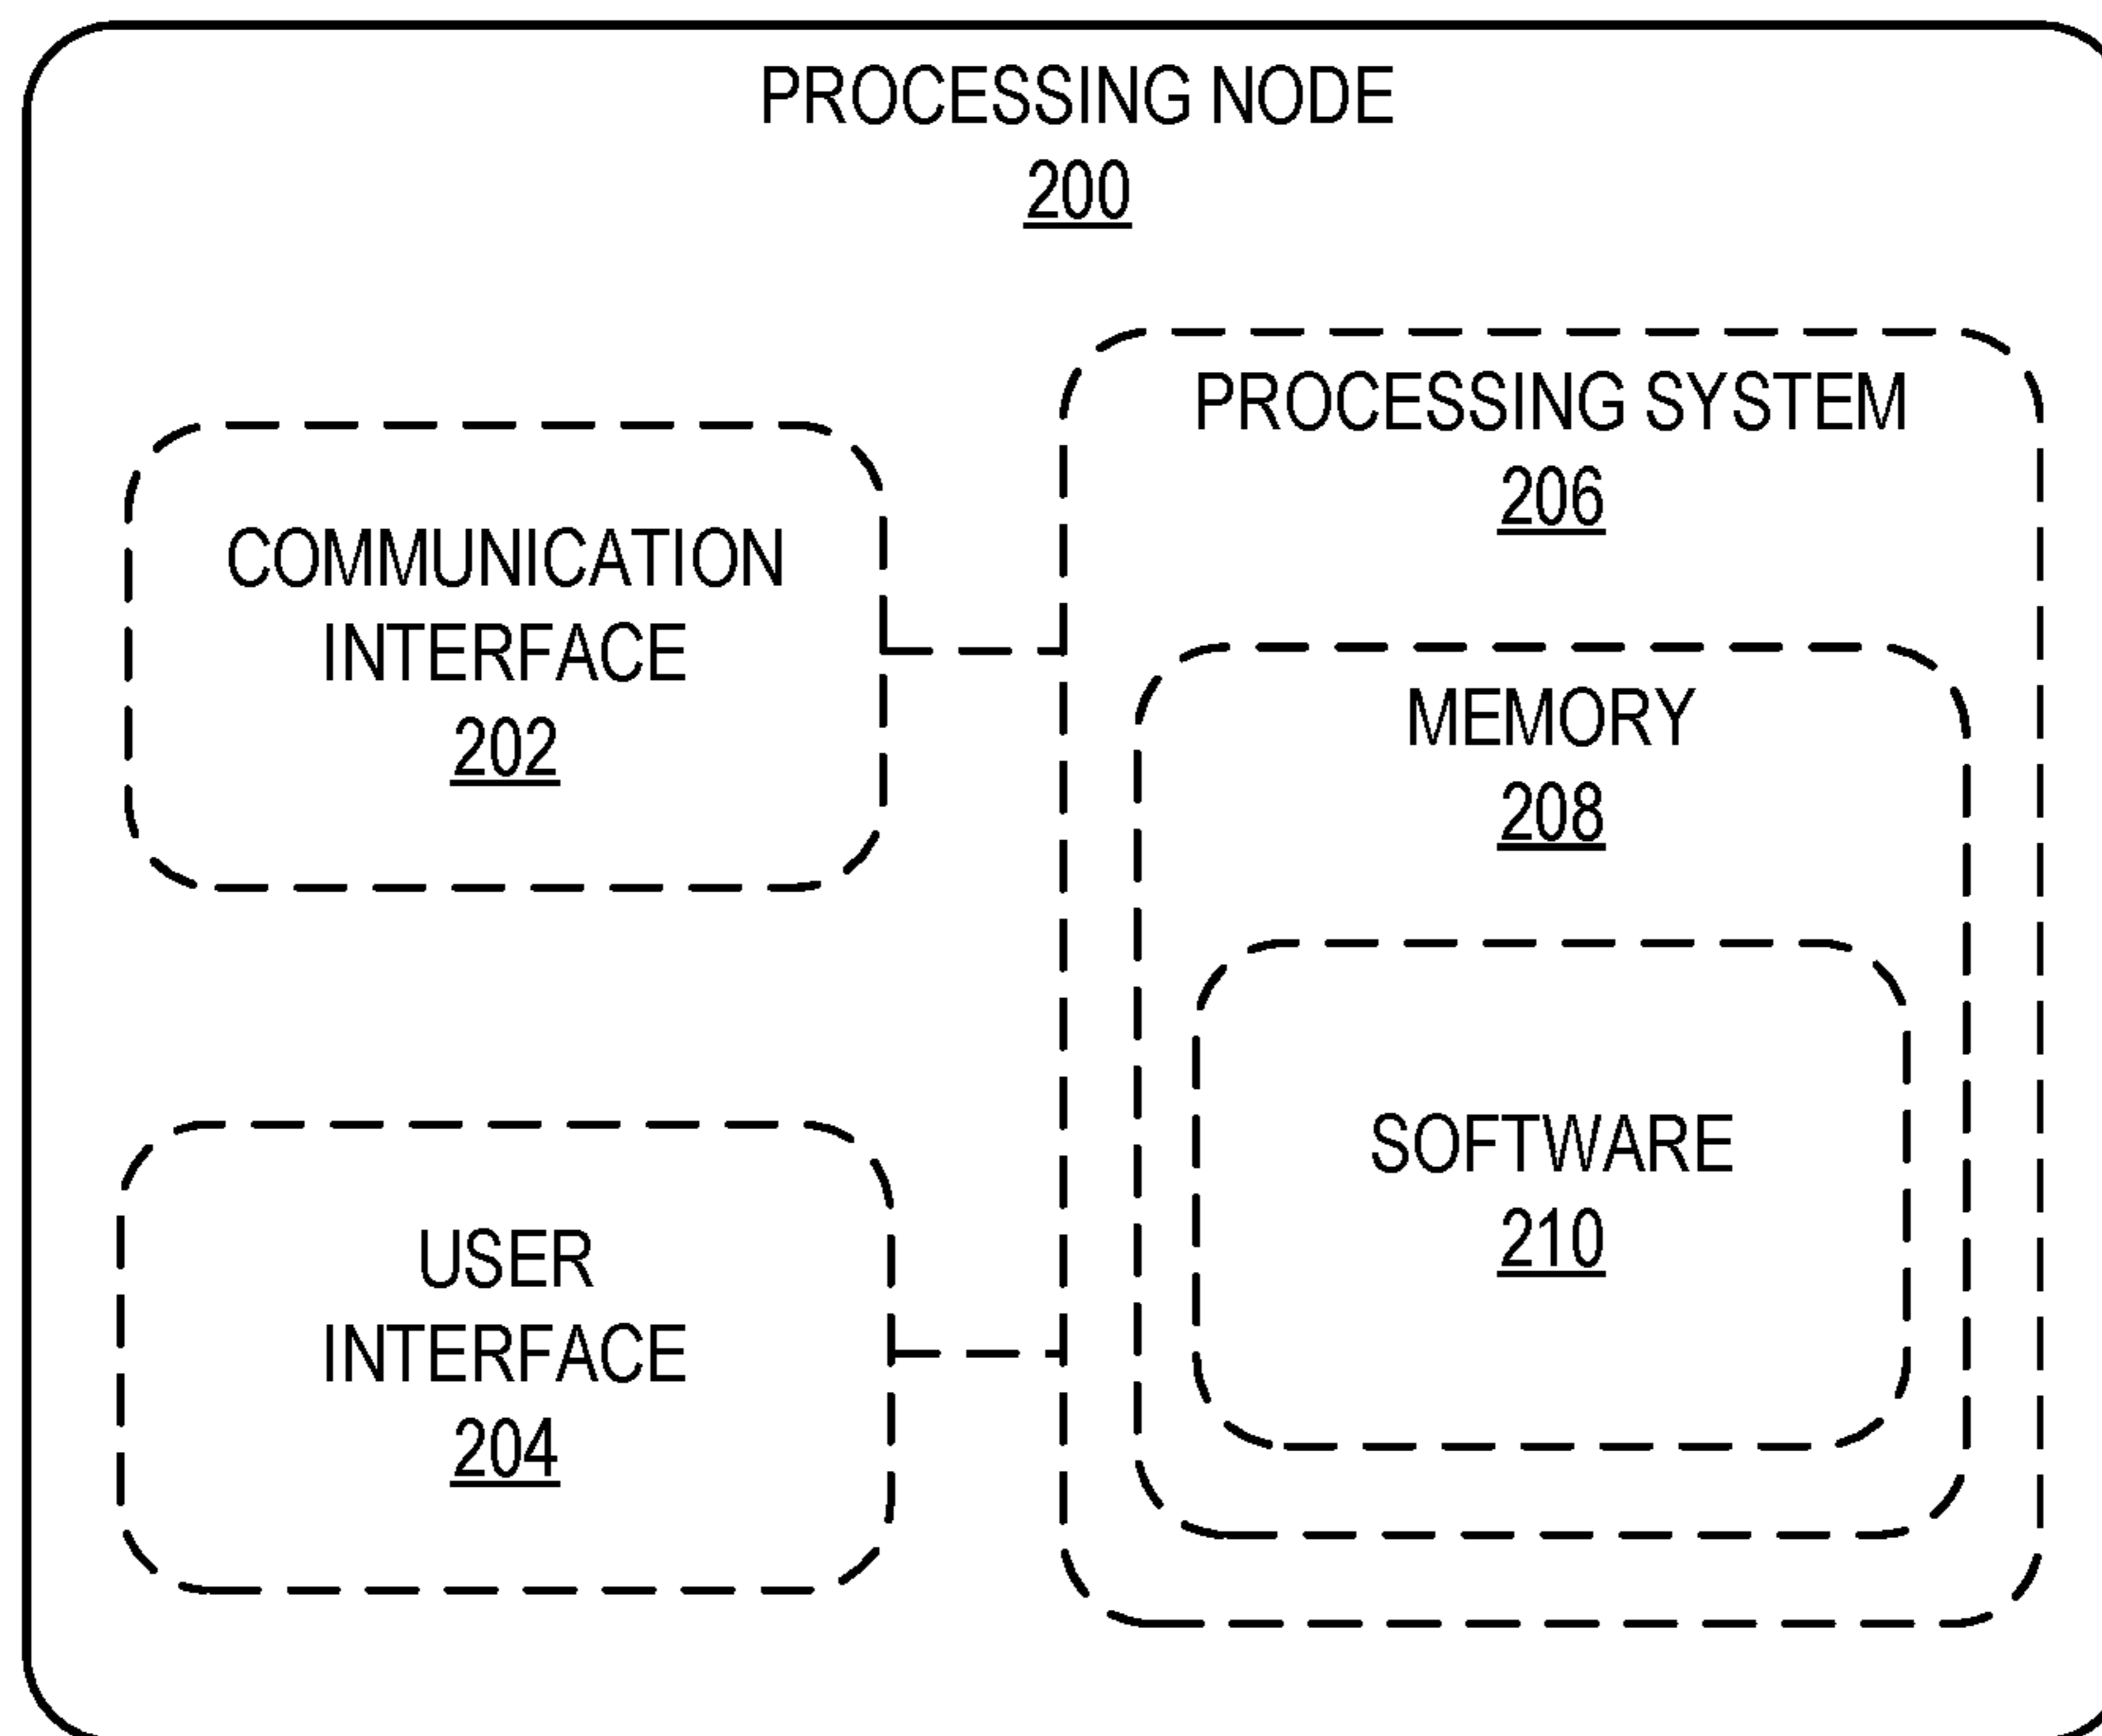 PROCESSING NODE
200
COMMUNICATION
INTERFACE
202
USER
INTERFACE
204
PROCESSING SYSTEM
206
MEMORY
208
SOFTWARE
210